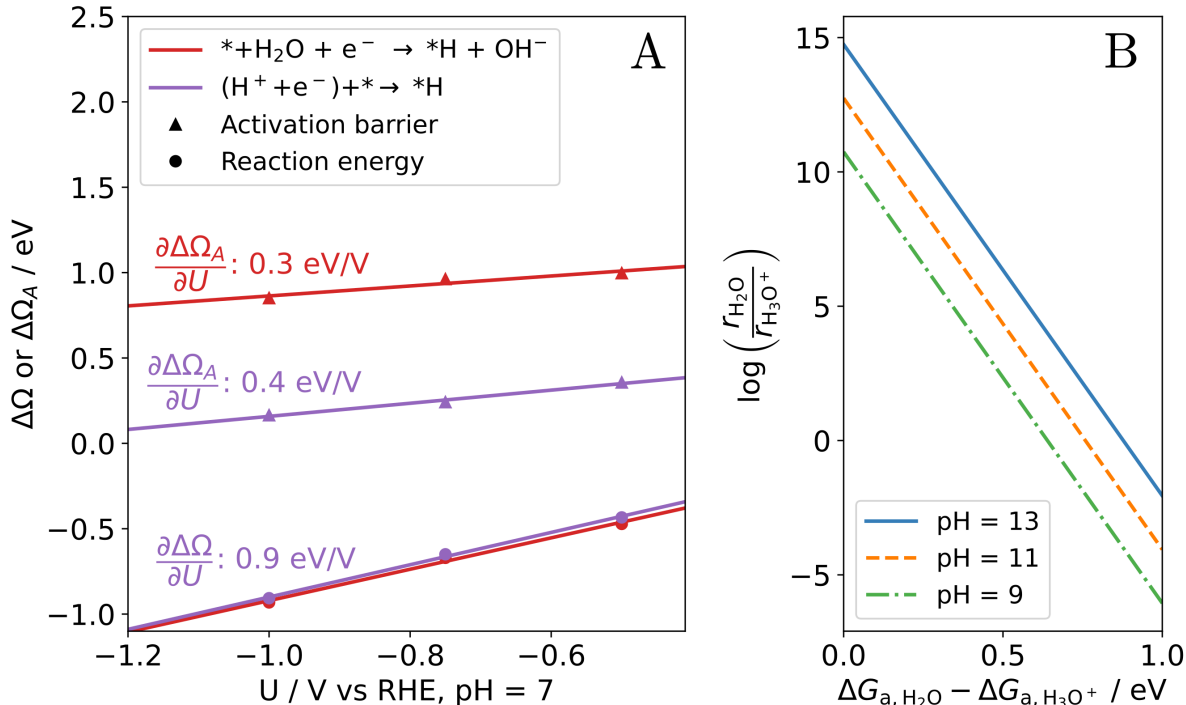 A
*+H₂O + e⁻ → *H + OH⁻
(H⁺+e⁻)+*→ *H
Activation barrier
Reaction energy
∂ΔΩ_A/∂U: 0.3 eV/V
∂ΔΩ_A/∂U: 0.4 eV/V
∂ΔΩ/∂U: 0.9 eV/V
ΔΩ or ΔΩ_A / eV
2.5
2.0
1.5
1.0
0.5
0.0
−0.5
−1.0
−1.2
−1.0
−0.8
−0.6
U / V vs RHE, pH = 7
B
log (r_H₂O/r_H₃O⁺)
15
10
5
0
−5
pH = 13
pH = 11
pH = 9
0.0
0.5
1.0
ΔG_a, H₂O − ΔG_a, H₃O⁺ / eV